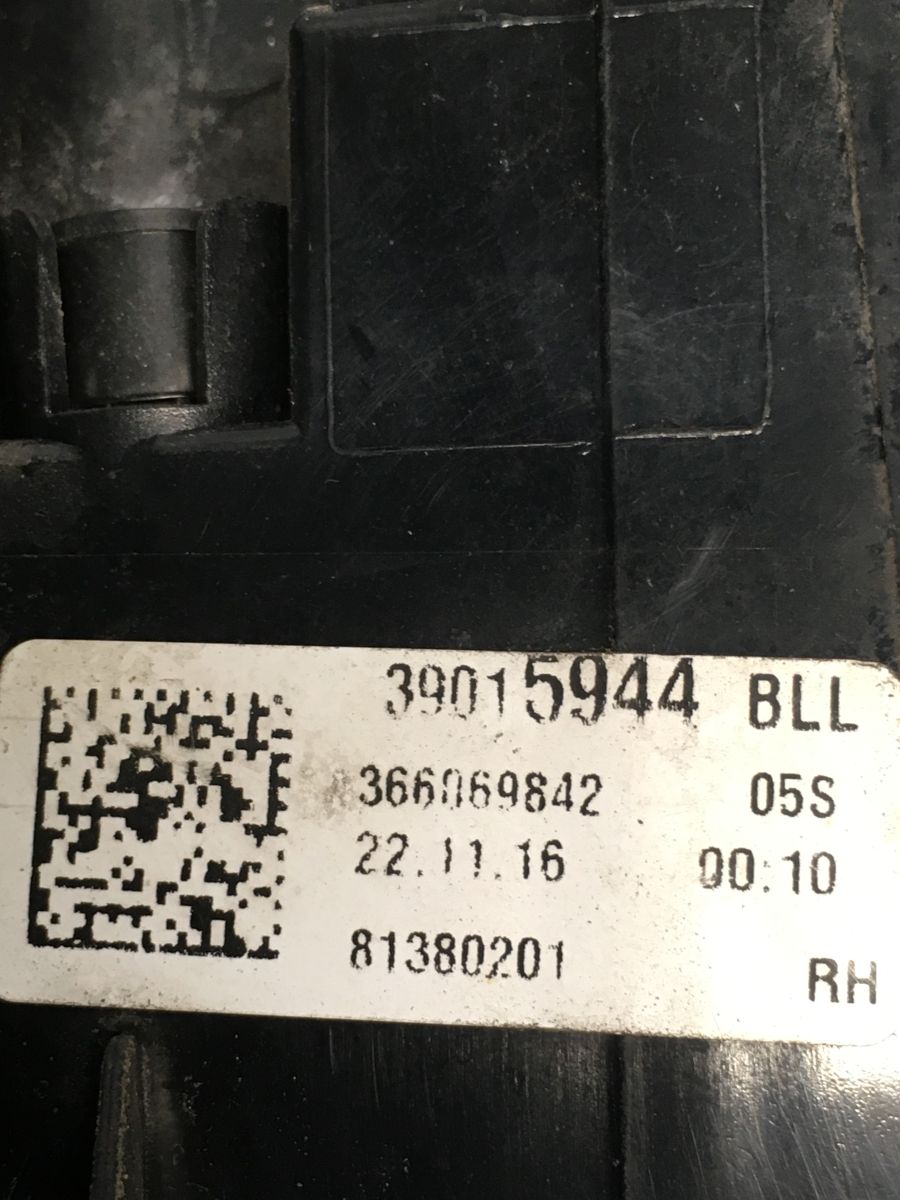 39015944 BLL
366069842 05S
22.11.16 00:10
81380201 RH